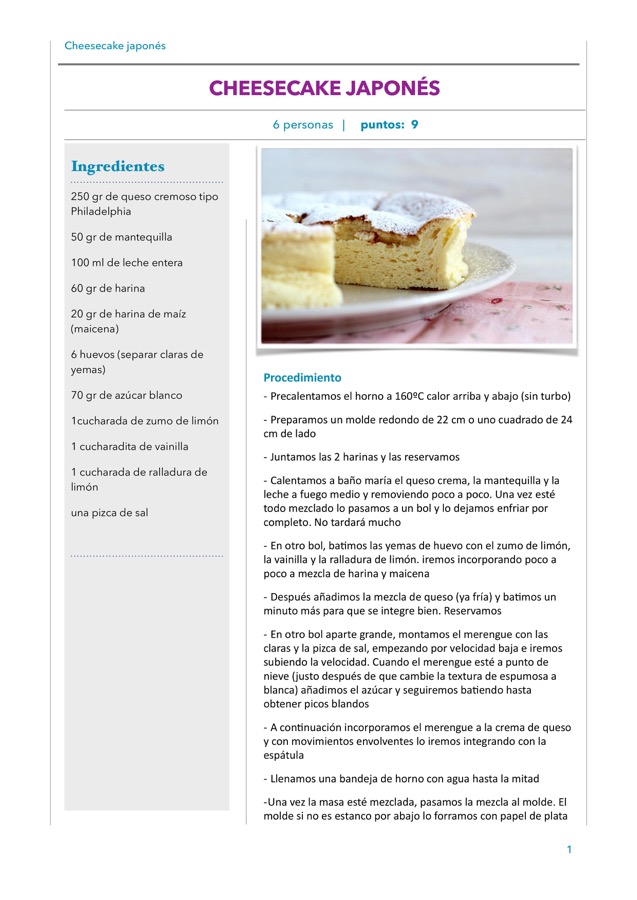 Cheesecake japonés
CHEESECAKE JAPONÉS
6 personas | puntos: 9
Ingredientes
250 gr de queso cremoso tipo
Philadelphia
50 gr de mantequilla
100 ml de leche entera
60 gr de harina
20 gr de harina de maíz
(maicena)
6 huevos (separar claras de
yemas)
70 gr de azúcar blanco
1cucharada de zumo de limón
1 cucharadita de vainilla
1 cucharada de ralladura de
limón
una pizca de sal
Procedimiento
- Precalentamos el horno a 160ºC calor arriba y abajo (sin turbo)
- Preparamos un molde redondo de 22 cm o uno cuadrado de 24
cm de lado
- Juntamos las 2 harinas y las reservamos
- Calentamos a baño maría el queso crema, la mantequilla y la
leche a fuego medio y removiendo poco a poco. Una vez esté
todo mezclado lo pasamos a un bol y lo dejamos enfriar por
completo. No tardará mucho
- En otro bol, batimos las yemas de huevo con el zumo de limón,
la vainilla y la ralladura de limón. iremos incorporando poco a
poco a mezcla de harina y maicena
- Después añadimos la mezcla de queso (ya fría) y batimos un
minuto más para que se integre bien. Reservamos
- En otro bol aparte grande, montamos el merengue con las
claras y la pizca de sal, empezando por velocidad baja e iremos
subiendo la velocidad. Cuando el merengue esté a punto de
nieve (justo después de que cambie la textura de espumosa a
blanca) añadimos el azúcar y seguiremos batiendo hasta
obtener picos blandos
- A continuación incorporamos el merengue a la crema de queso
y con movimientos envolventes lo iremos integrando con la
espátula
- Llenamos una bandeja de horno con agua hasta la mitad
-Una vez la masa esté mezclada, pasamos la mezcla al molde. El
molde si no es estanco por abajo lo forramos con papel de plata
1